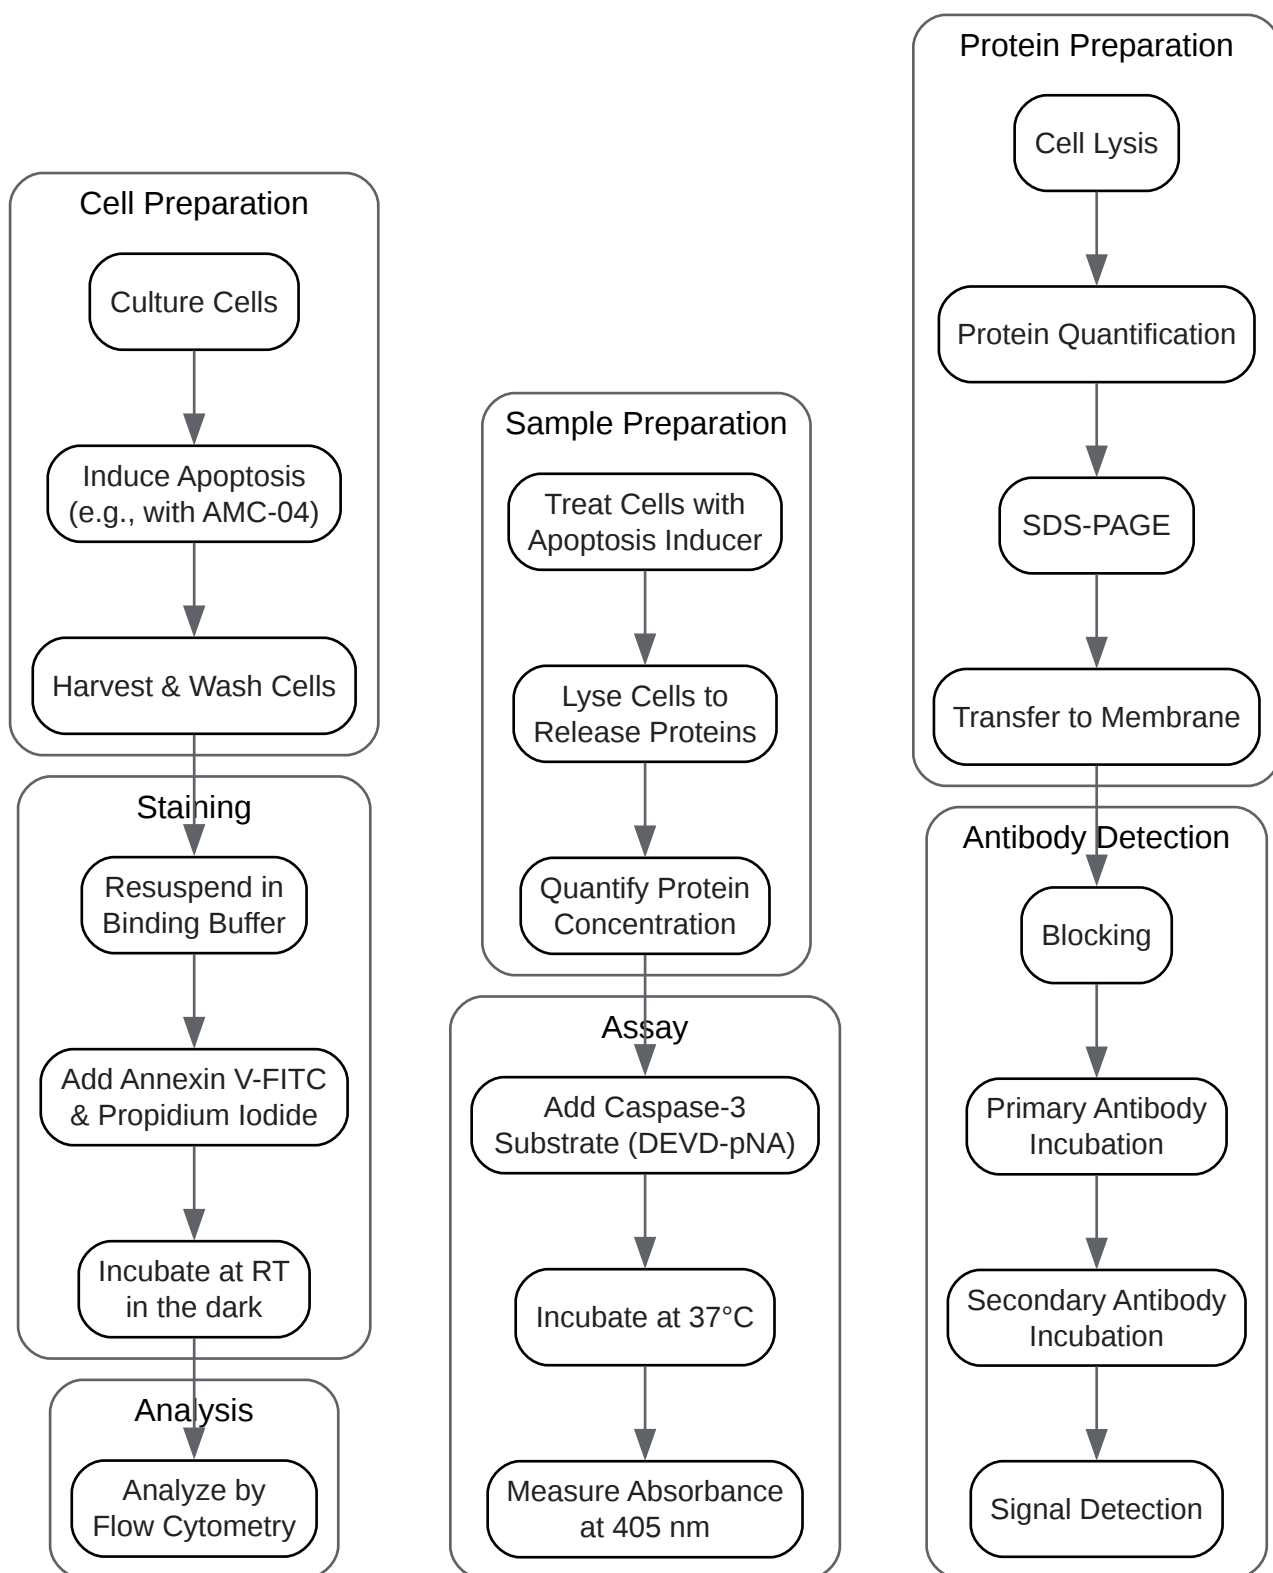 Cell Preparation
Culture Cells
Induce Apoptosis
(e.g., with AMC-04)
Harvest & Wash Cells
Staining
Resuspend in
Binding Buffer
Add Annexin V-FITC
& Propidium Iodide
Incubate at RT
in the dark
Analysis
Analyze by
Flow Cytometry
Sample Preparation
Treat Cells with
Apoptosis Inducer
Lyse Cells to
Release Proteins
Quantify Protein
Concentration
Assay
Add Caspase-3
Substrate (DEVD-pNA)
Incubate at 37°C
Measure Absorbance
at 405 nm
Protein Preparation
Cell Lysis
Protein Quantification
SDS-PAGE
Transfer to Membrane
Antibody Detection
Blocking
Primary Antibody
Incubation
Secondary Antibody
Incubation
Signal Detection